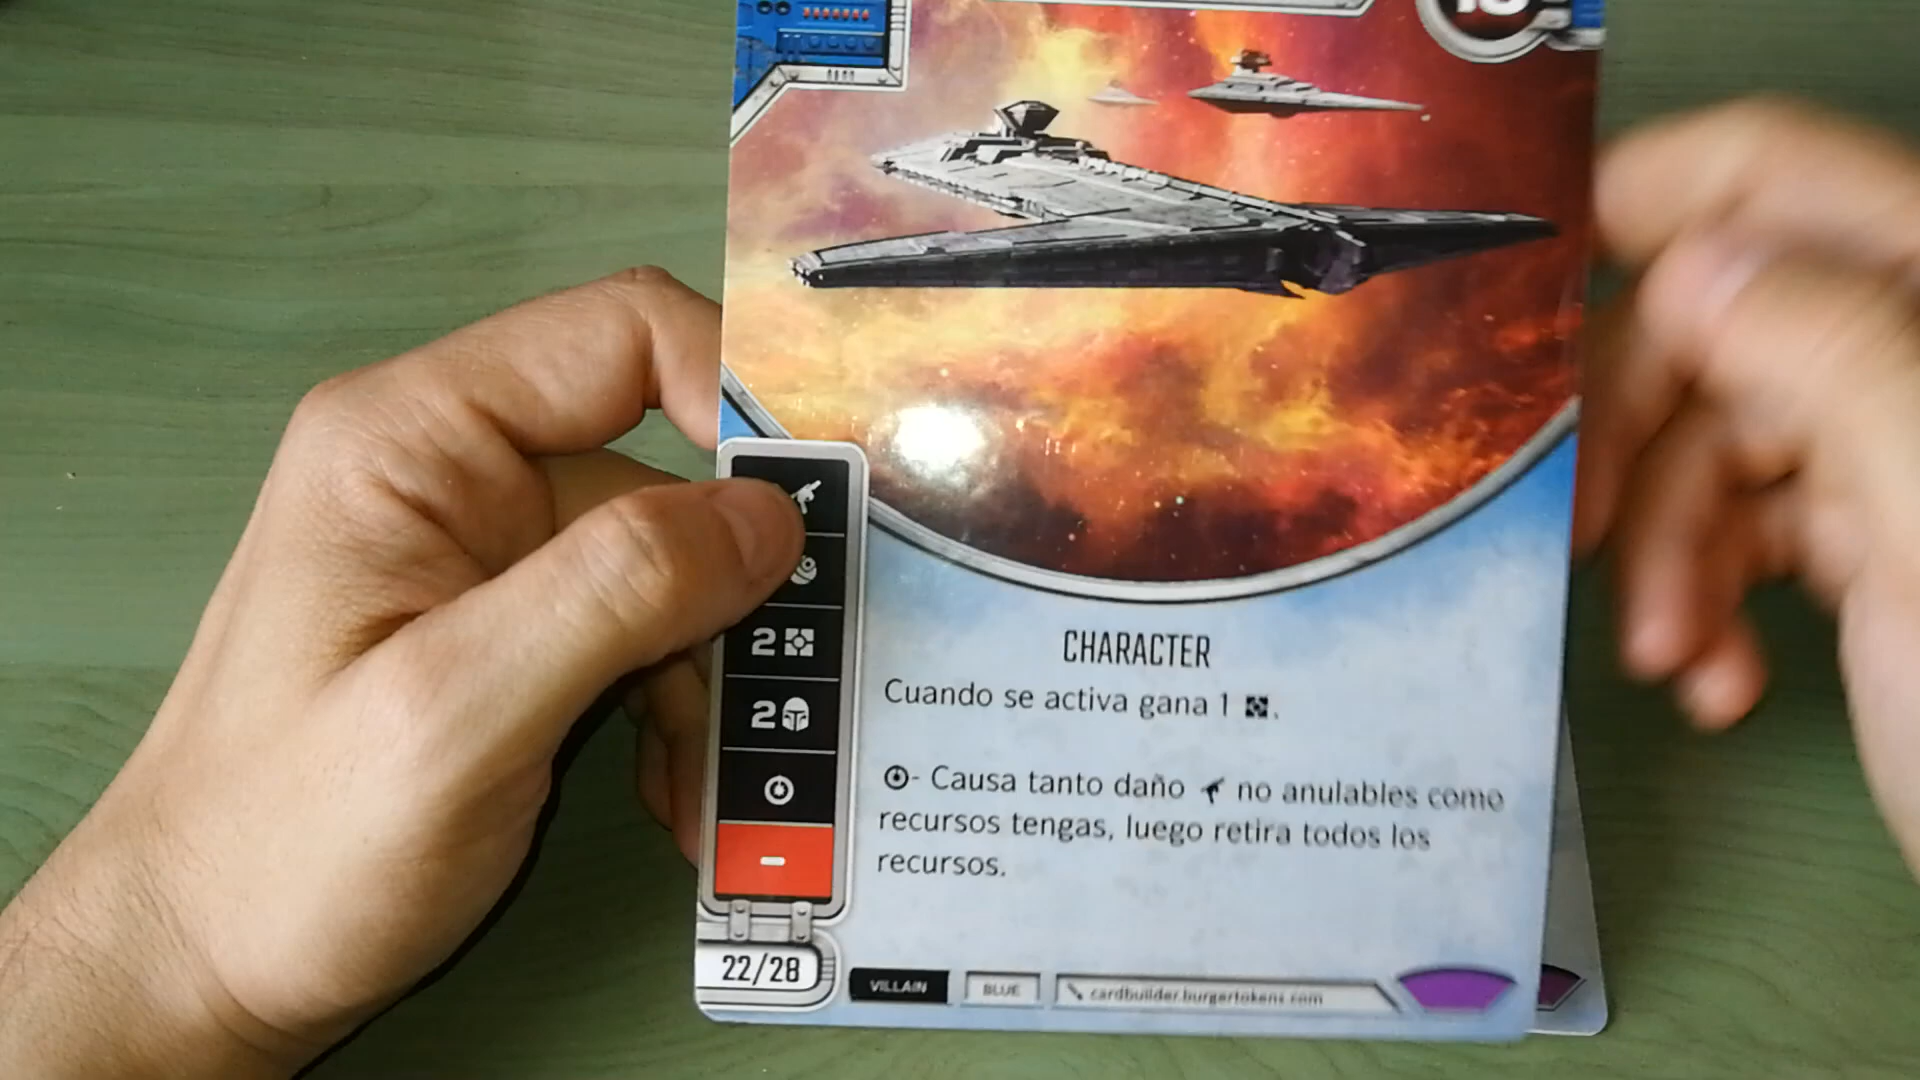 2
2
-
22/28
CHARACTER
Cuando se activa gana 1 .
- Causa tanto daño no anulables como
recursos tengas, luego retira todos los
recursos.
VILLAIN
BLUE
cardbuilder.burgertokens.com